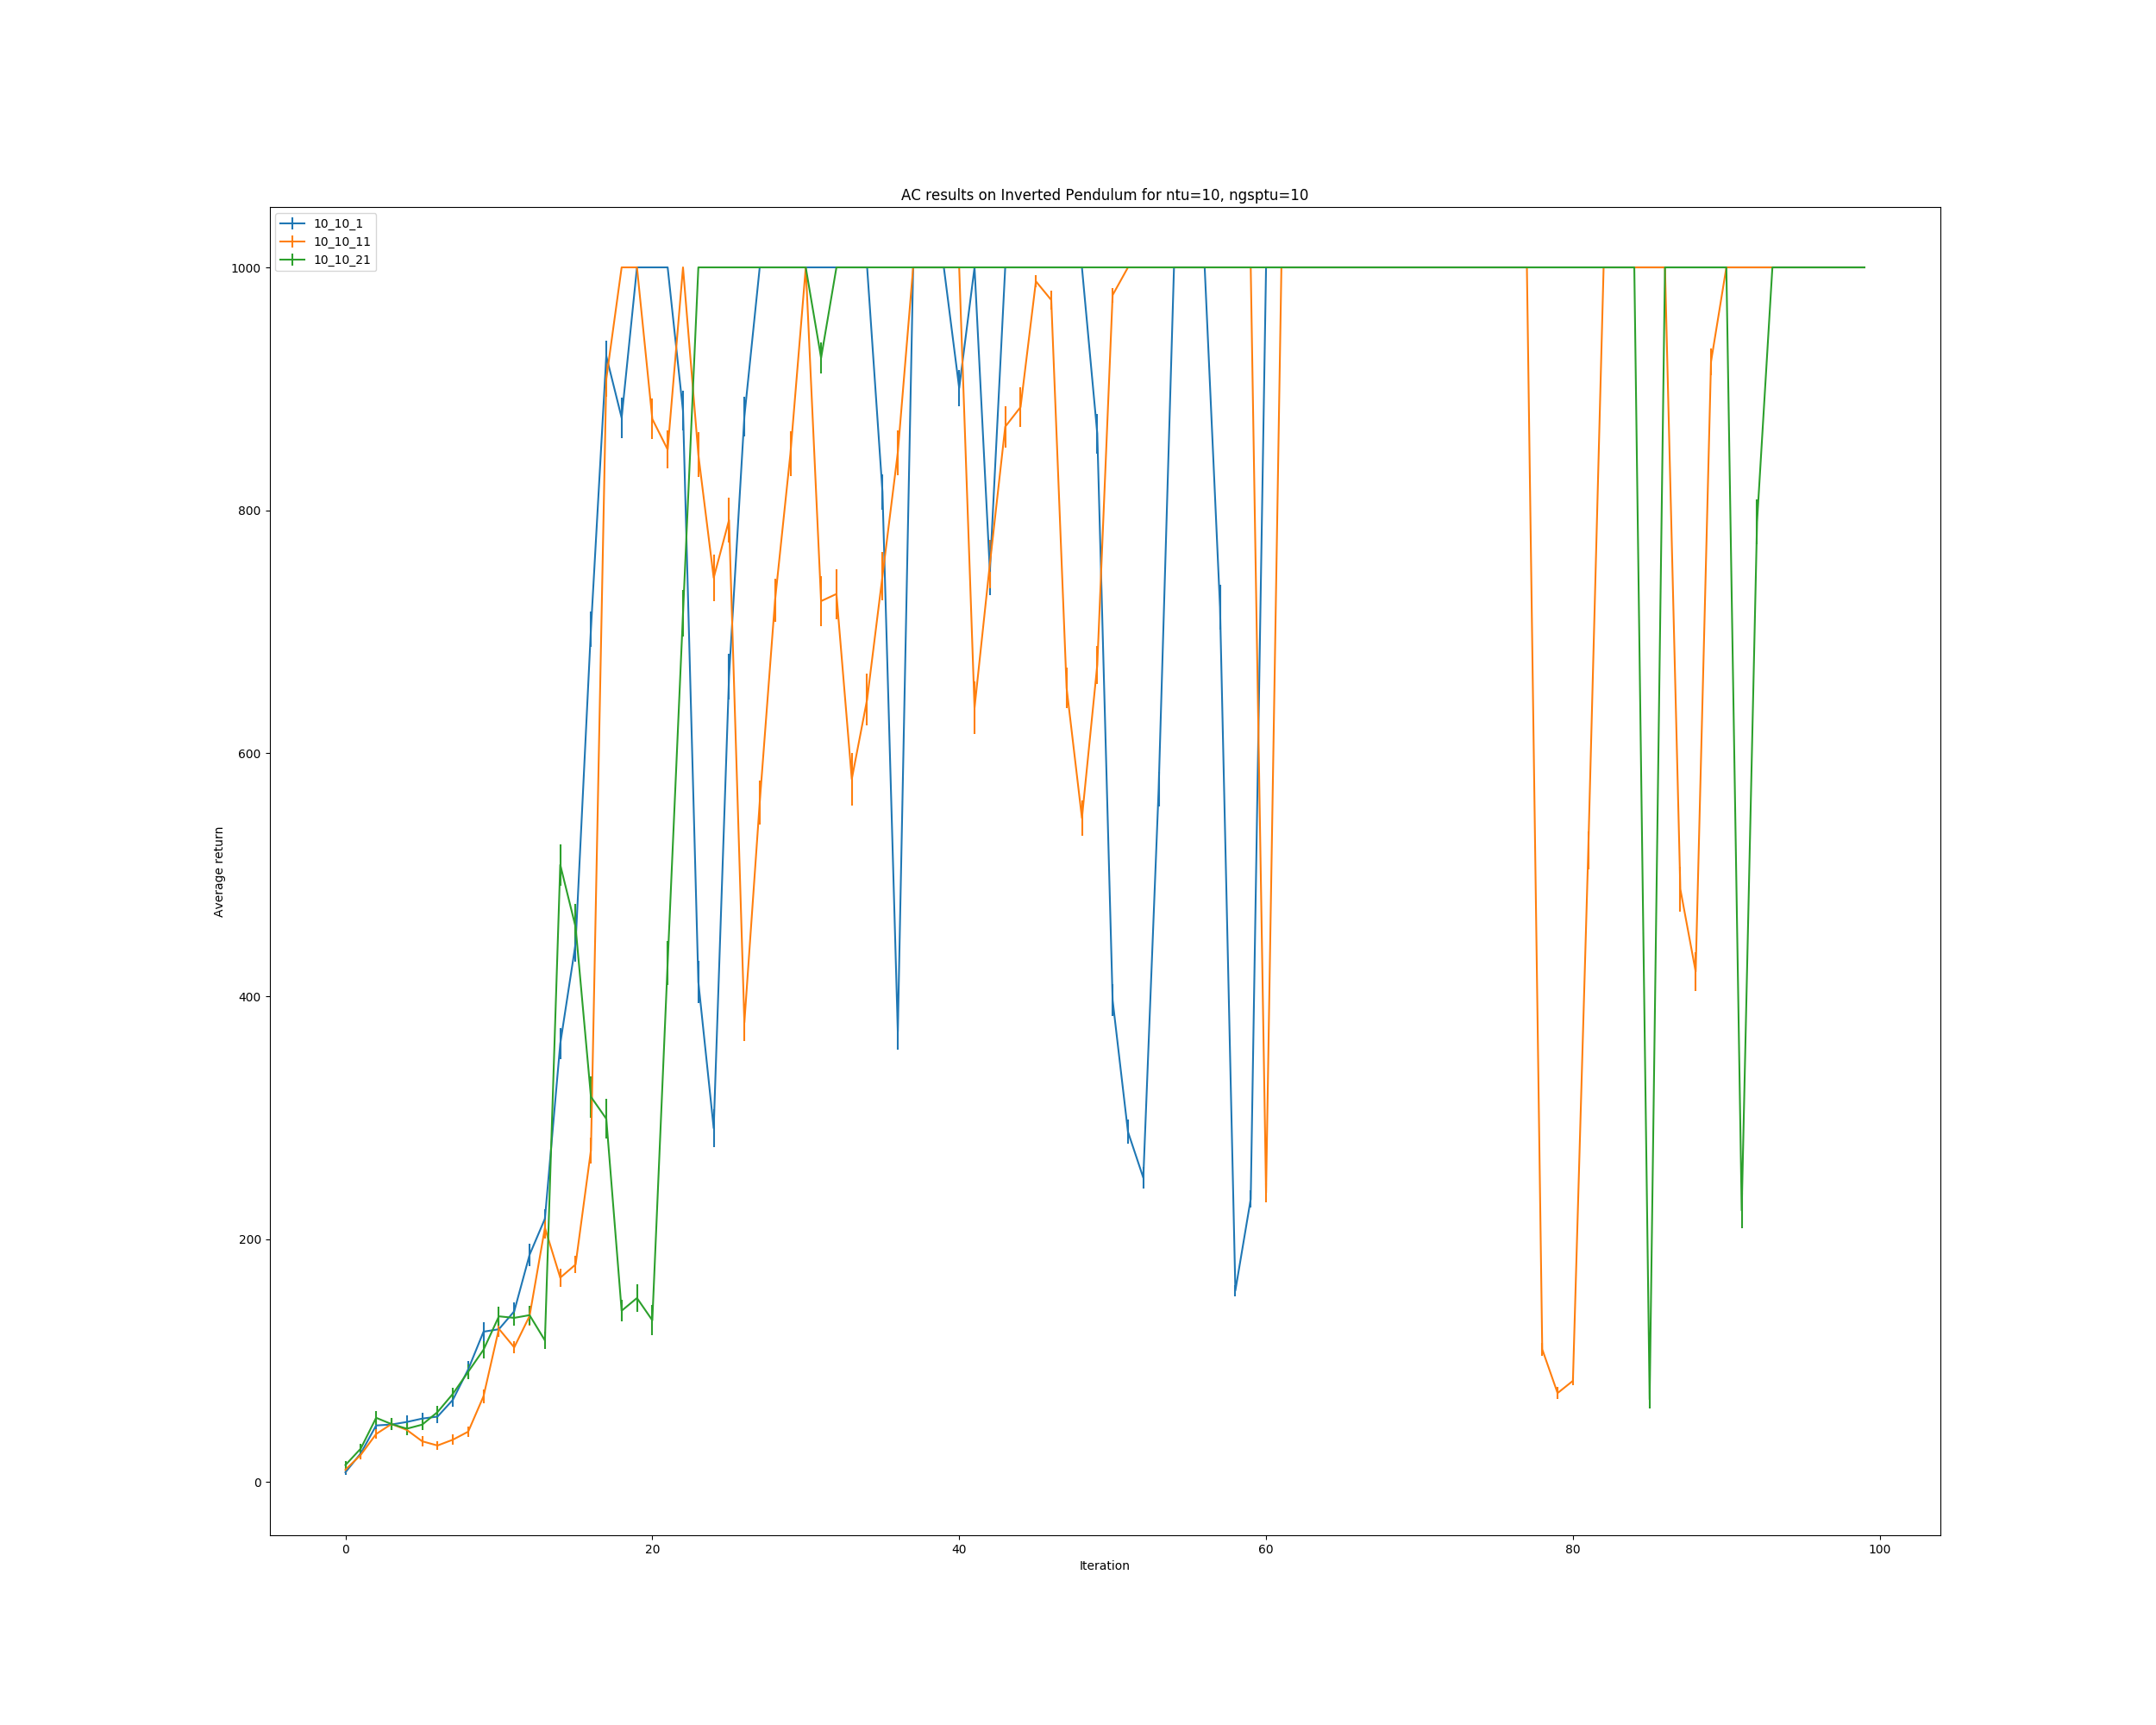 AC results on Inverted Pendulum for ntu=10, ngsptu=10
10_10_1
10_10_11
10_10_21
1000
800
600
400
200
0
Average return
0 20 40 60 80 100
Iteration